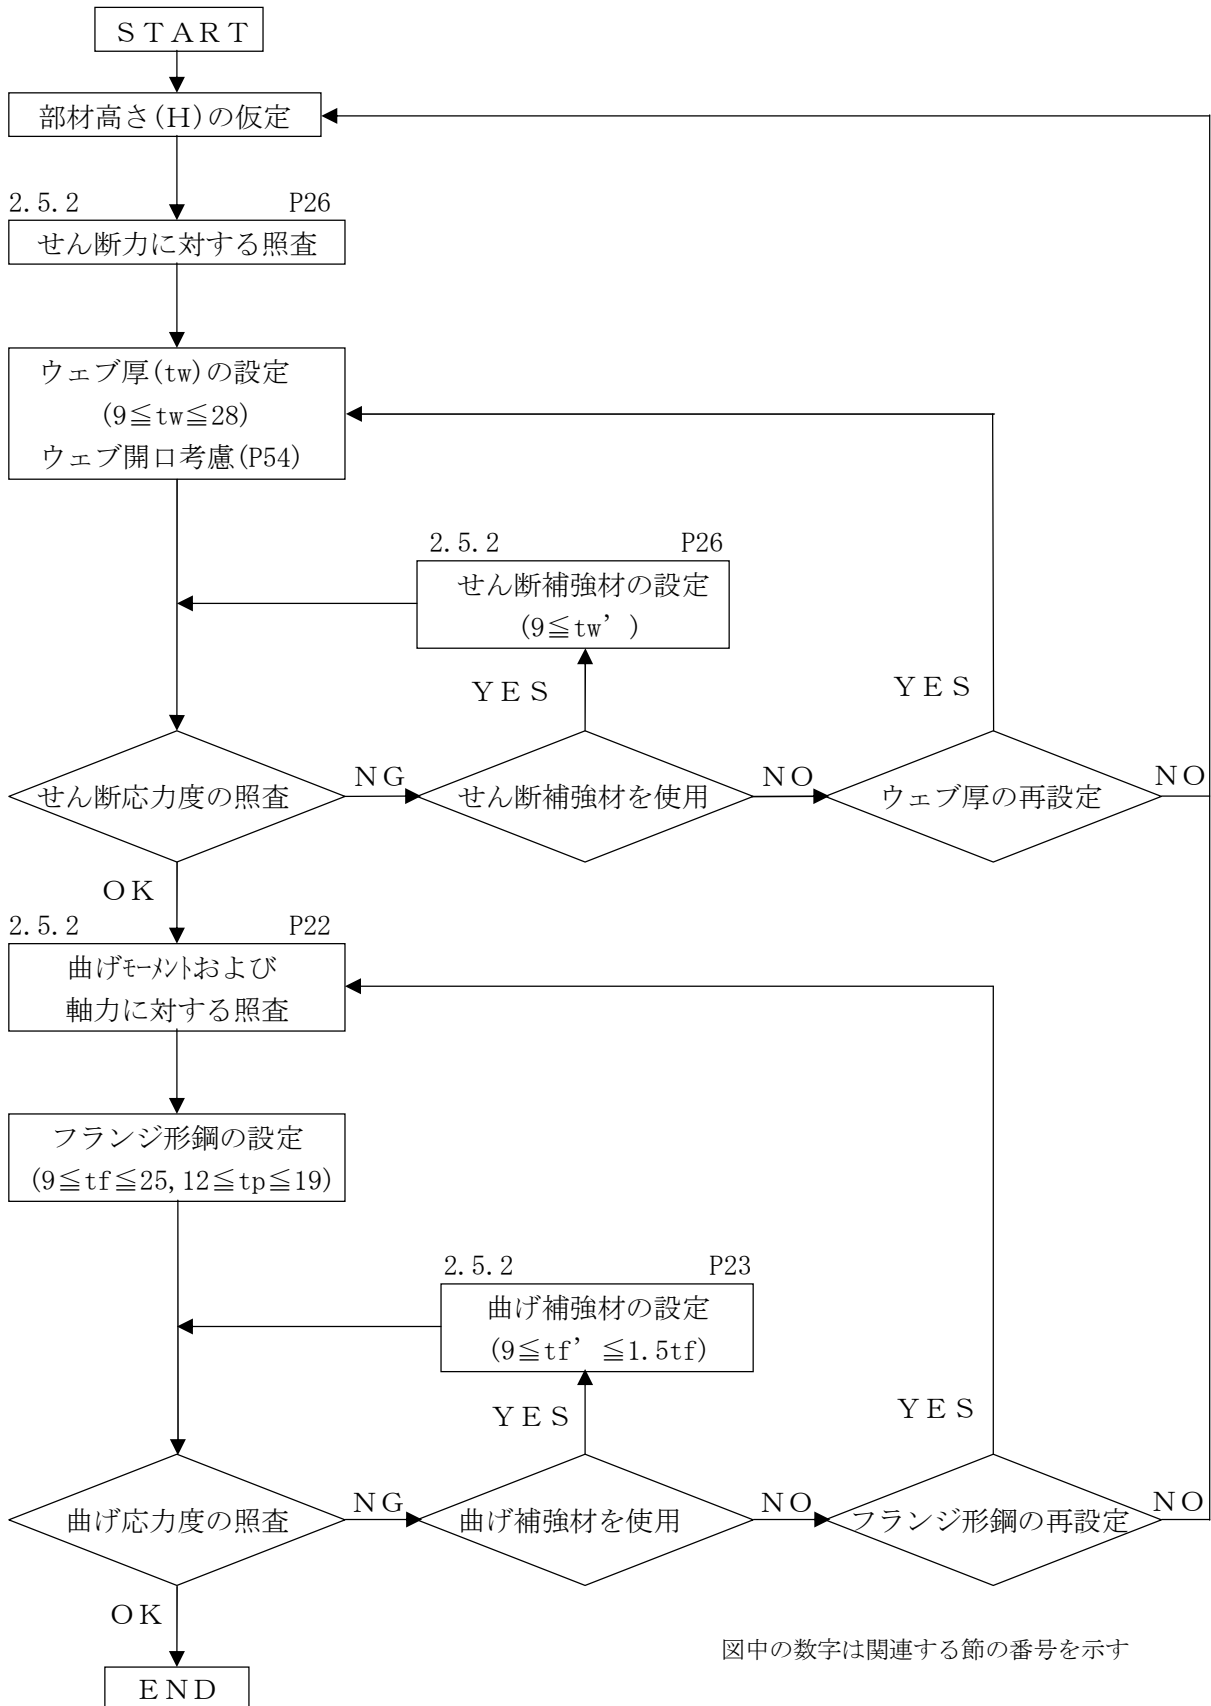 START
部材高さ(H)の仮定
2.5.2 P26
せん断力に対する照査
ウェブ厚(tw)の設定
(9≦tw≦28)
ウェブ開口考慮(P54)
2.5.2 P26
せん断補強材の設定
(9≦tw’)
YES
YES
せん断応力度の照査
NG
せん断補強材を使用
NO
ウェブ厚の再設定
NO
OK
2.5.2 P22
曲げモーメントおよび
軸力に対する照査
フランジ形鋼の設定
(9≦tf≦25,12≦tp≦19)
2.5.2 P23
曲げ補強材の設定
(9≦tf’≦1.5tf)
YES
YES
曲げ応力度の照査
NG
曲げ補強材を使用
NO
フランジ形鋼の再設定
NO
OK
図中の数字は関連する節の番号を示す
END